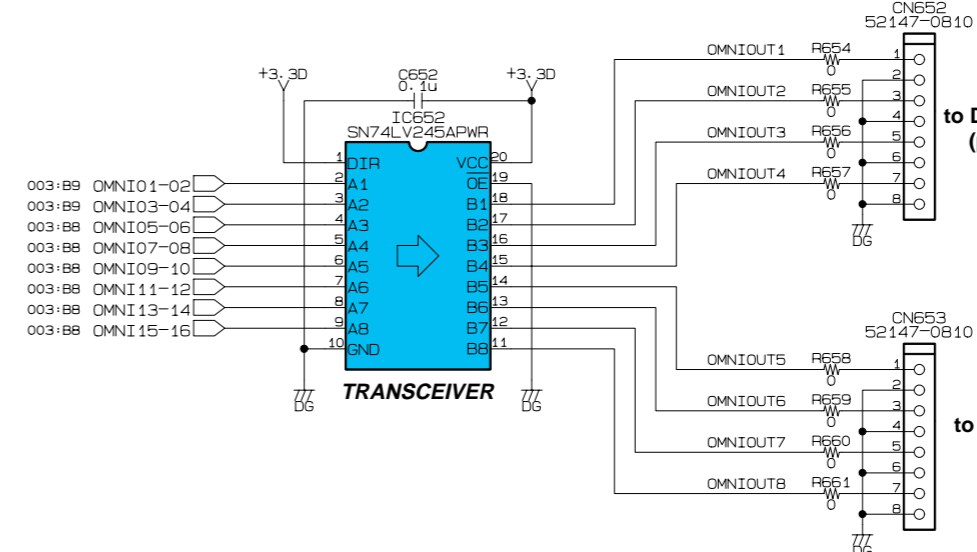 CN652
52147-0810
OMNIOUT1 R654 0 1
2
OMNIOUT2 R655 0 3
4
OMNIOUT3 R656 0 5
6
OMNIOUT4 R657 0 7
8
DG
to D
(
+3.3D
C652
0.1u
+3.3D
IC652
SN74LV245APWR
1 DIR VCC 20
003:B9 OMNI01-02 2 A1 OE 19
003:B9 OMNI03-04 3 A2 B1 18
003:B8 OMNI05-06 4 A3 B2 17
003:B8 OMNI07-08 5 A4 B3 16
003:B8 OMNI09-10 6 A5 B4 15
003:B8 OMNI11-12 7 A6 B5 14
003:B8 OMNI13-14 8 A7 B6 13
003:B8 OMNI15-16 9 A8 B7 12
10 GND B8 11
DG
TRANSCEIVER
DG
CN653
52147-0810
OMNIOUT5 R658 0 1
2
OMNIOUT6 R659 0 3
4
OMNIOUT7 R660 0 5
6
OMNIOUT8 R661 0 7
8
DG
to